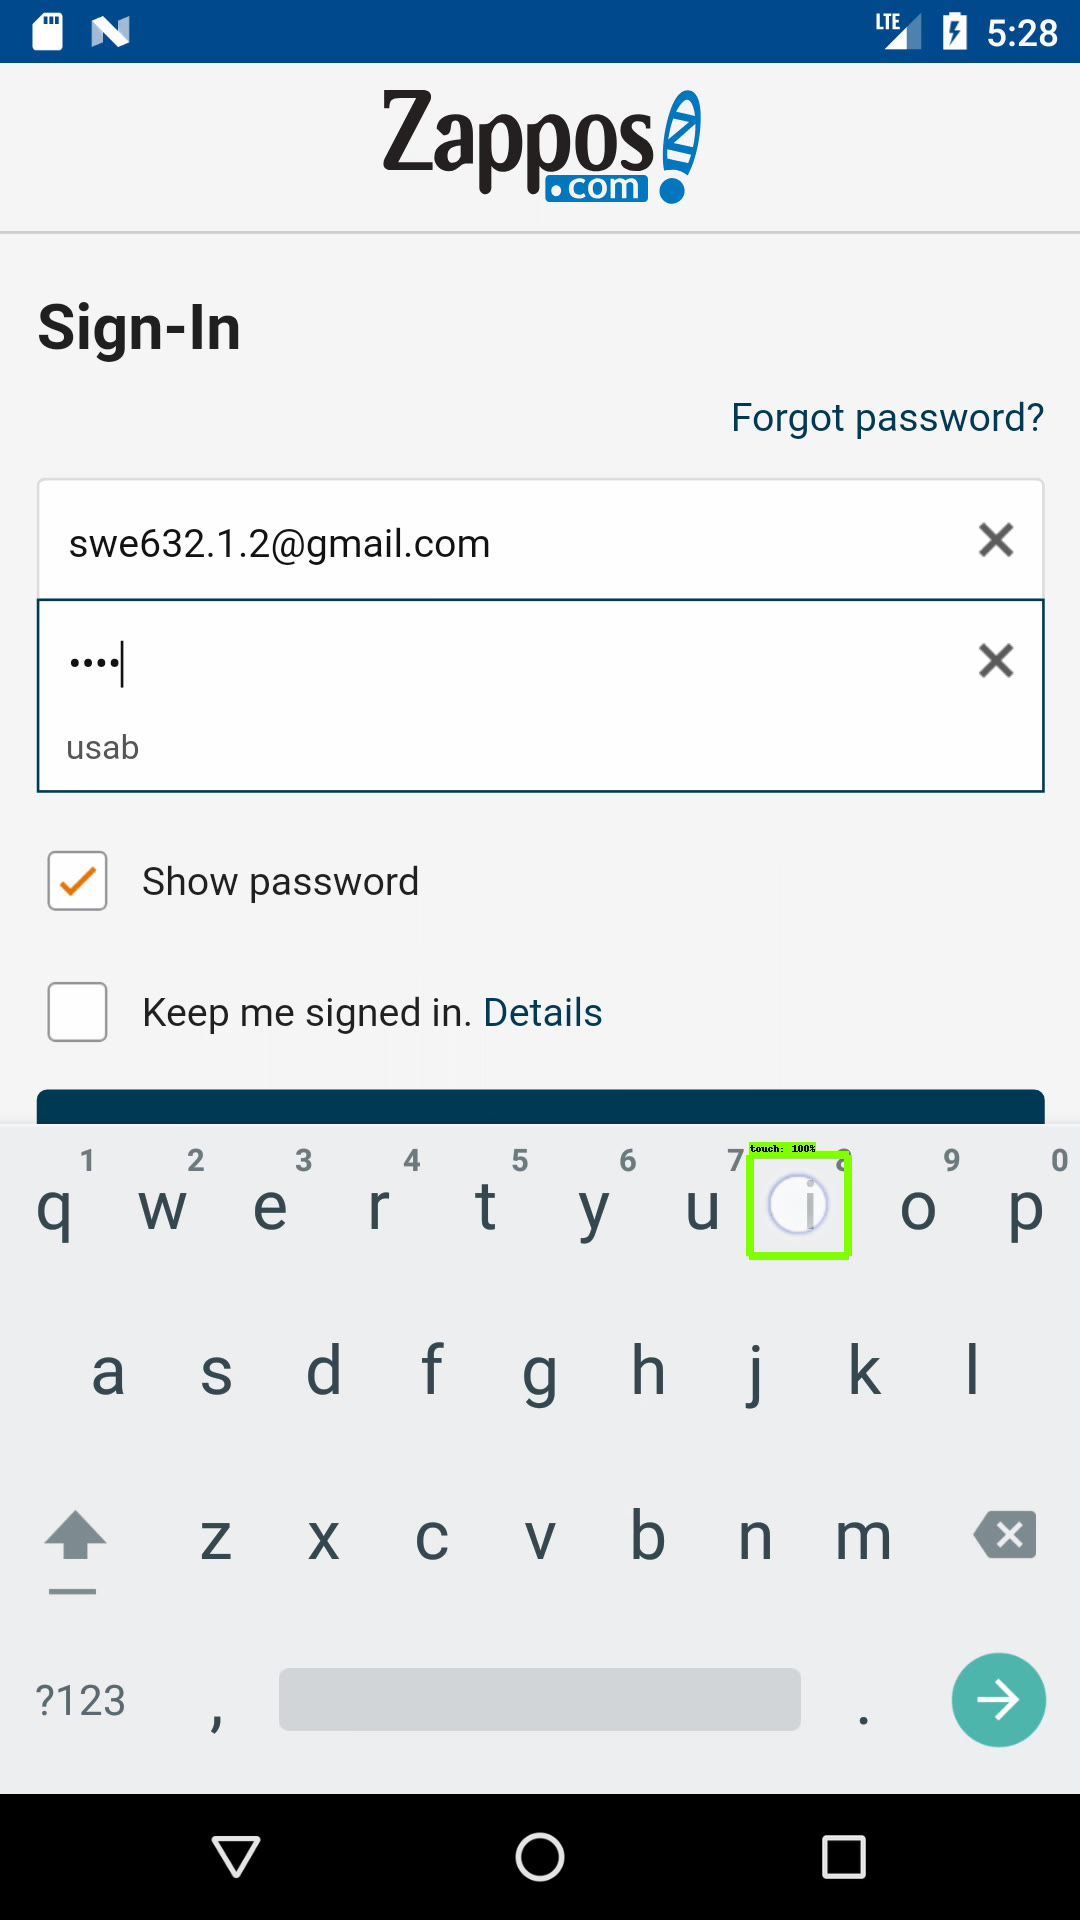 LTE 5:28
Zappos
.com
Sign-In
Forgot password?
swe632.1.2@gmail.com
••••
usab
Show password
Keep me signed in. Details
1 2 3 4 5 6 7 8 9 0
touch: 100%
q w e r t y u i o p
a s d f g h j k l
z x c v b n m
?123 , .